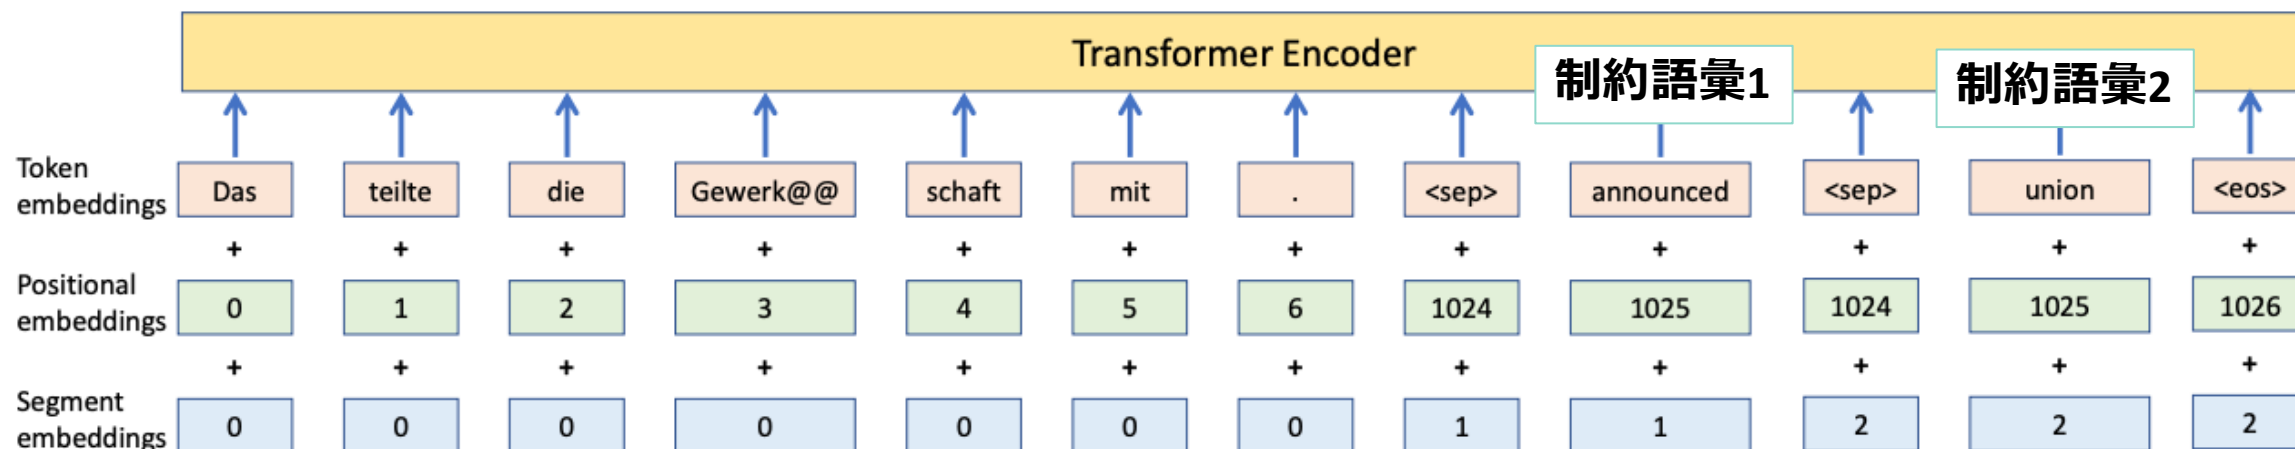 Transformer Encoder
制約語彙1
制約語彙2
Token
embeddings
Das teilte die Gewerk@@ schaft mit . <sep> announced <sep> union <eos>
+ + + + + + + + + + + +
Positional
embeddings
0 1 2 3 4 5 6 1024 1025 1024 1025 1026
+ + + + + + + + + + + +
Segment
embeddings
0 0 0 0 0 0 0 1 1 2 2 2